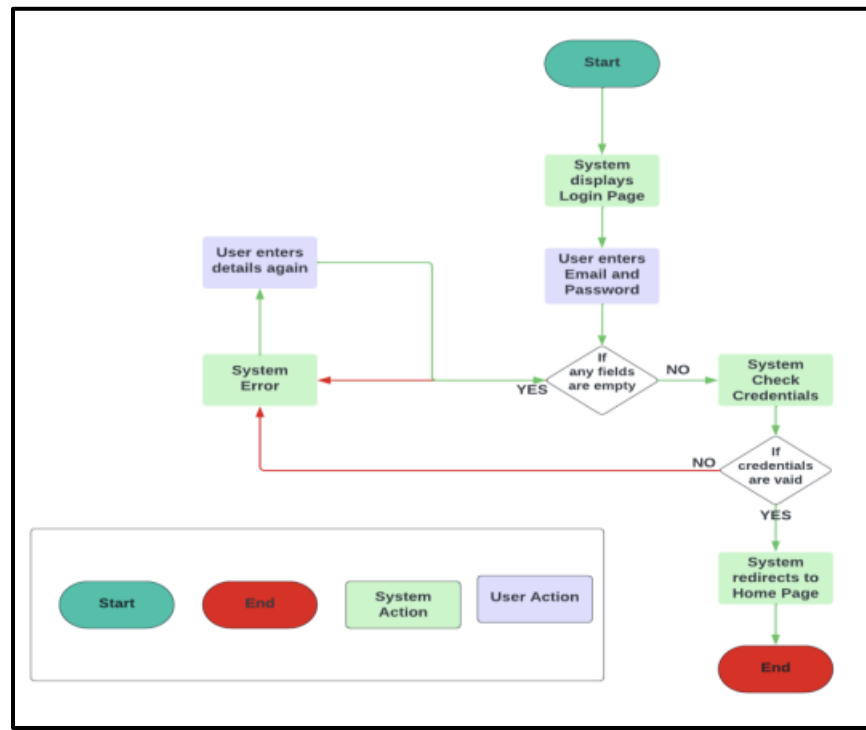 Start
System
displays
Login Page
User enters
details again
User enters
Email and
Password
System
Error
YES
If
any fields
are empty
NO
System
Check
Credentials
NO
If
credentials
are vaid
YES
System
redirects to
Home Page
Start
End
System
Action
User Action
End